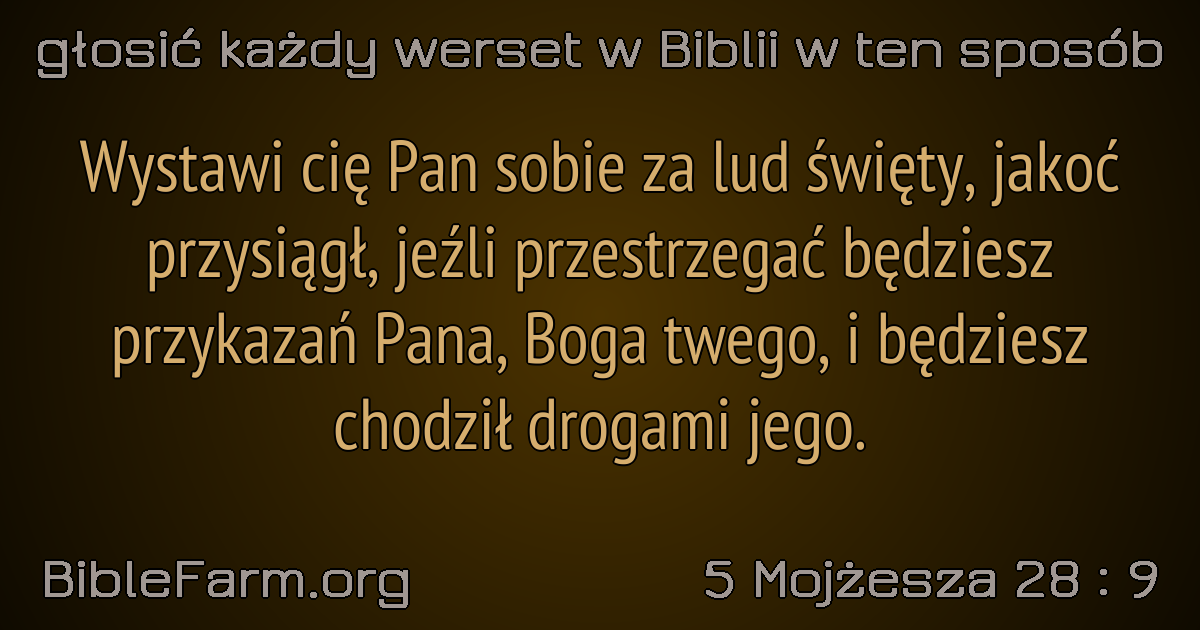 głosić każdy werset w Biblii w ten sposób
Wystawi cię Pan sobie za lud święty, jakoć
przysiągł, jeźli przestrzegać będziesz
przykazań Pana, Boga twego, i będziesz
chodził drogami jego.
BibleFarm.org
5 Mojżesza 28 : 9